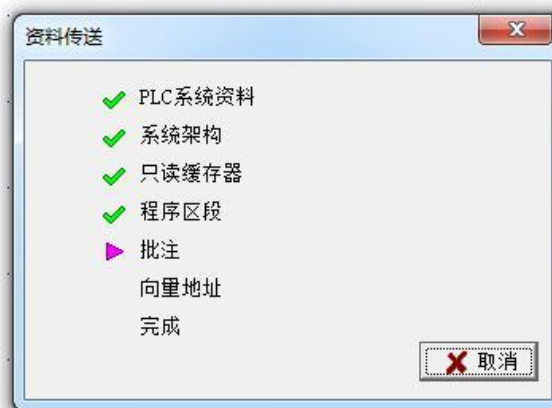 资料传送
PLC系统资料
系统架构
只读缓存器
程序区段
批注
向量地址
完成
取消